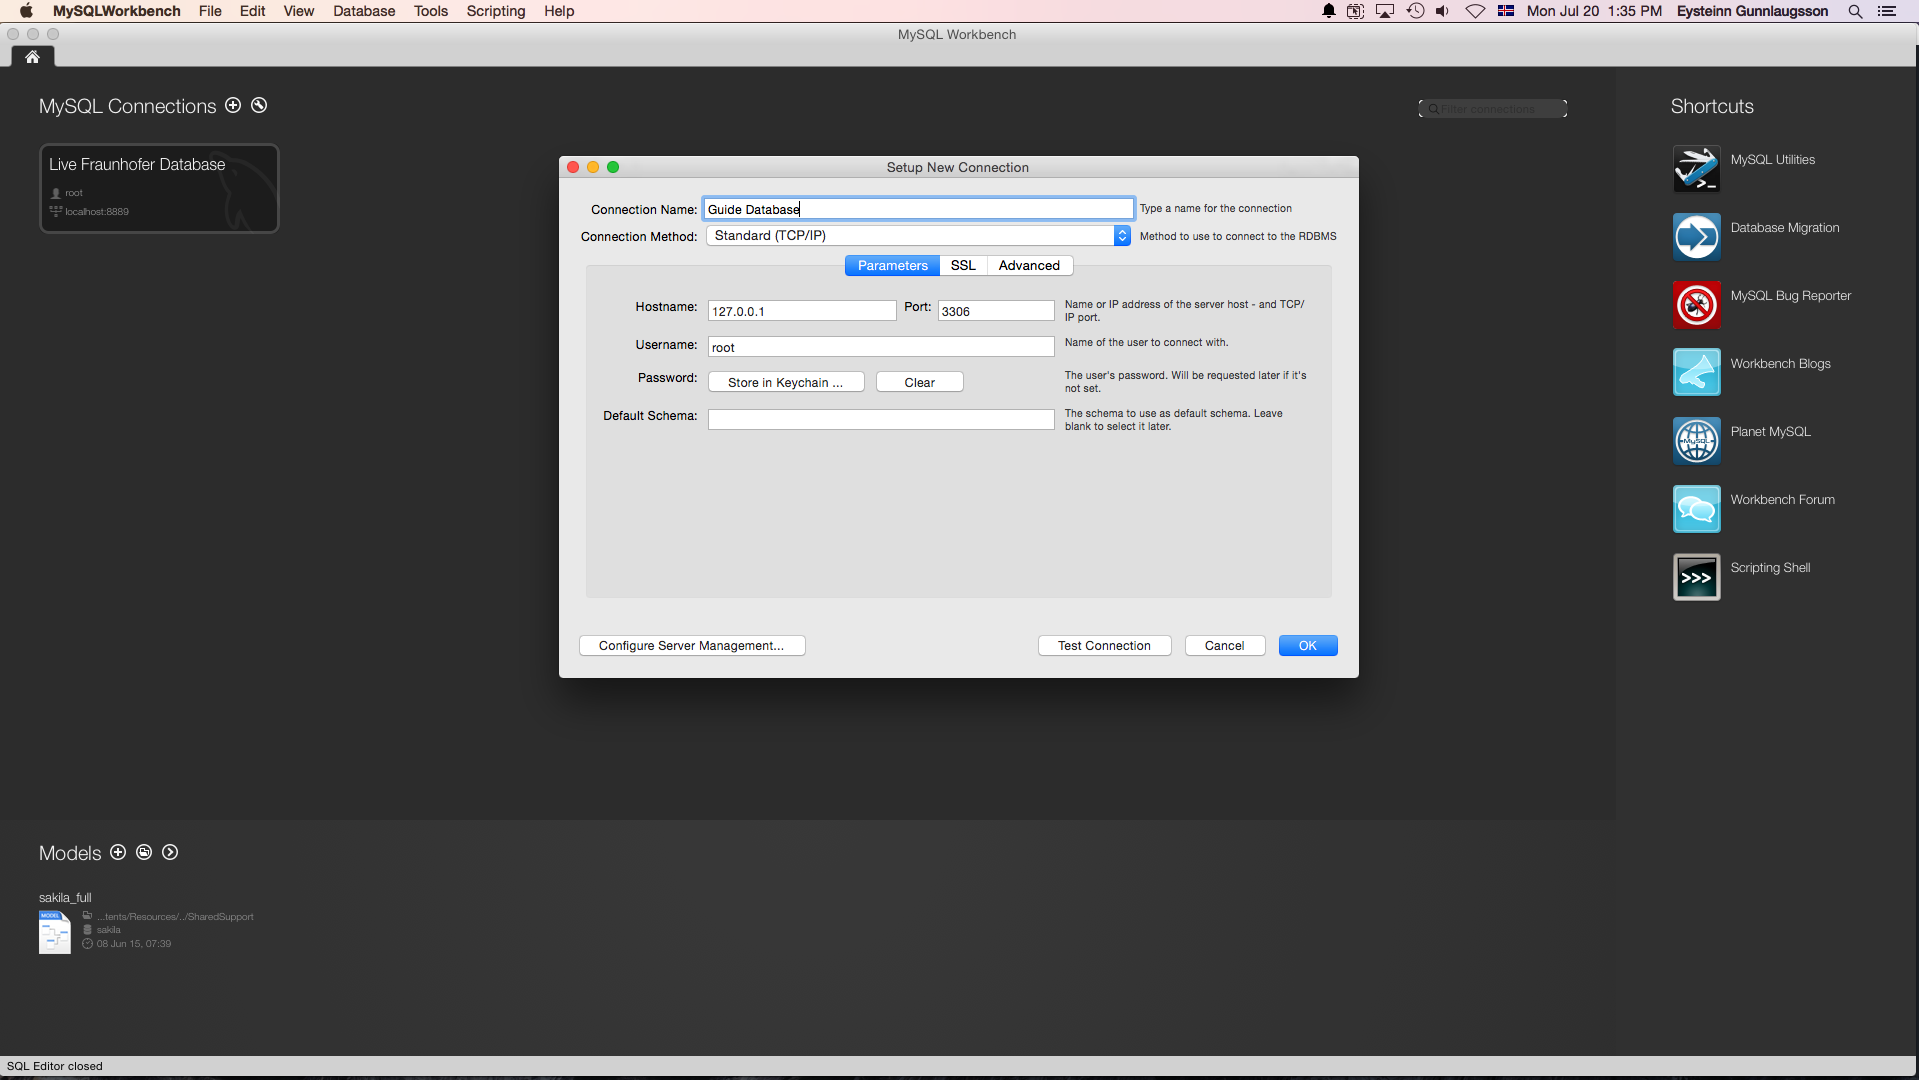 MySQLWorkbench File Edit View Database Tools Scripting Help Mon Jul 20 1:35 PM Eysteinn Gunnlaugsson
MySQL Workbench
MySQL Connections
Filter connections
Shortcuts
Live Fraunhofer Database
root
localhost:8889
Setup New Connection
Connection Name: Guide Database Type a name for the connection
Connection Method: Standard (TCP/IP) Method to use to connect to the RDBMS
Parameters SSL Advanced
Hostname: 127.0.0.1 Port: 3306 Name or IP address of the server host - and TCP/
IP port.
Username: root Name of the user to connect with.
Password: Store in Keychain ... Clear The user's password. Will be requested later if it's
not set.
Default Schema: The schema to use as default schema. Leave
blank to select it later.
Configure Server Management... Test Connection Cancel OK
MySQL Utilities
Database Migration
MySQL Bug Reporter
Workbench Blogs
MySQL
Planet MySQL
Workbench Forum
>>>
Scripting Shell
Models
sakila_full
MODEL
...tents/Resources/../SharedSupport
sakila
08 Jun 15, 07:39
SQL Editor closed